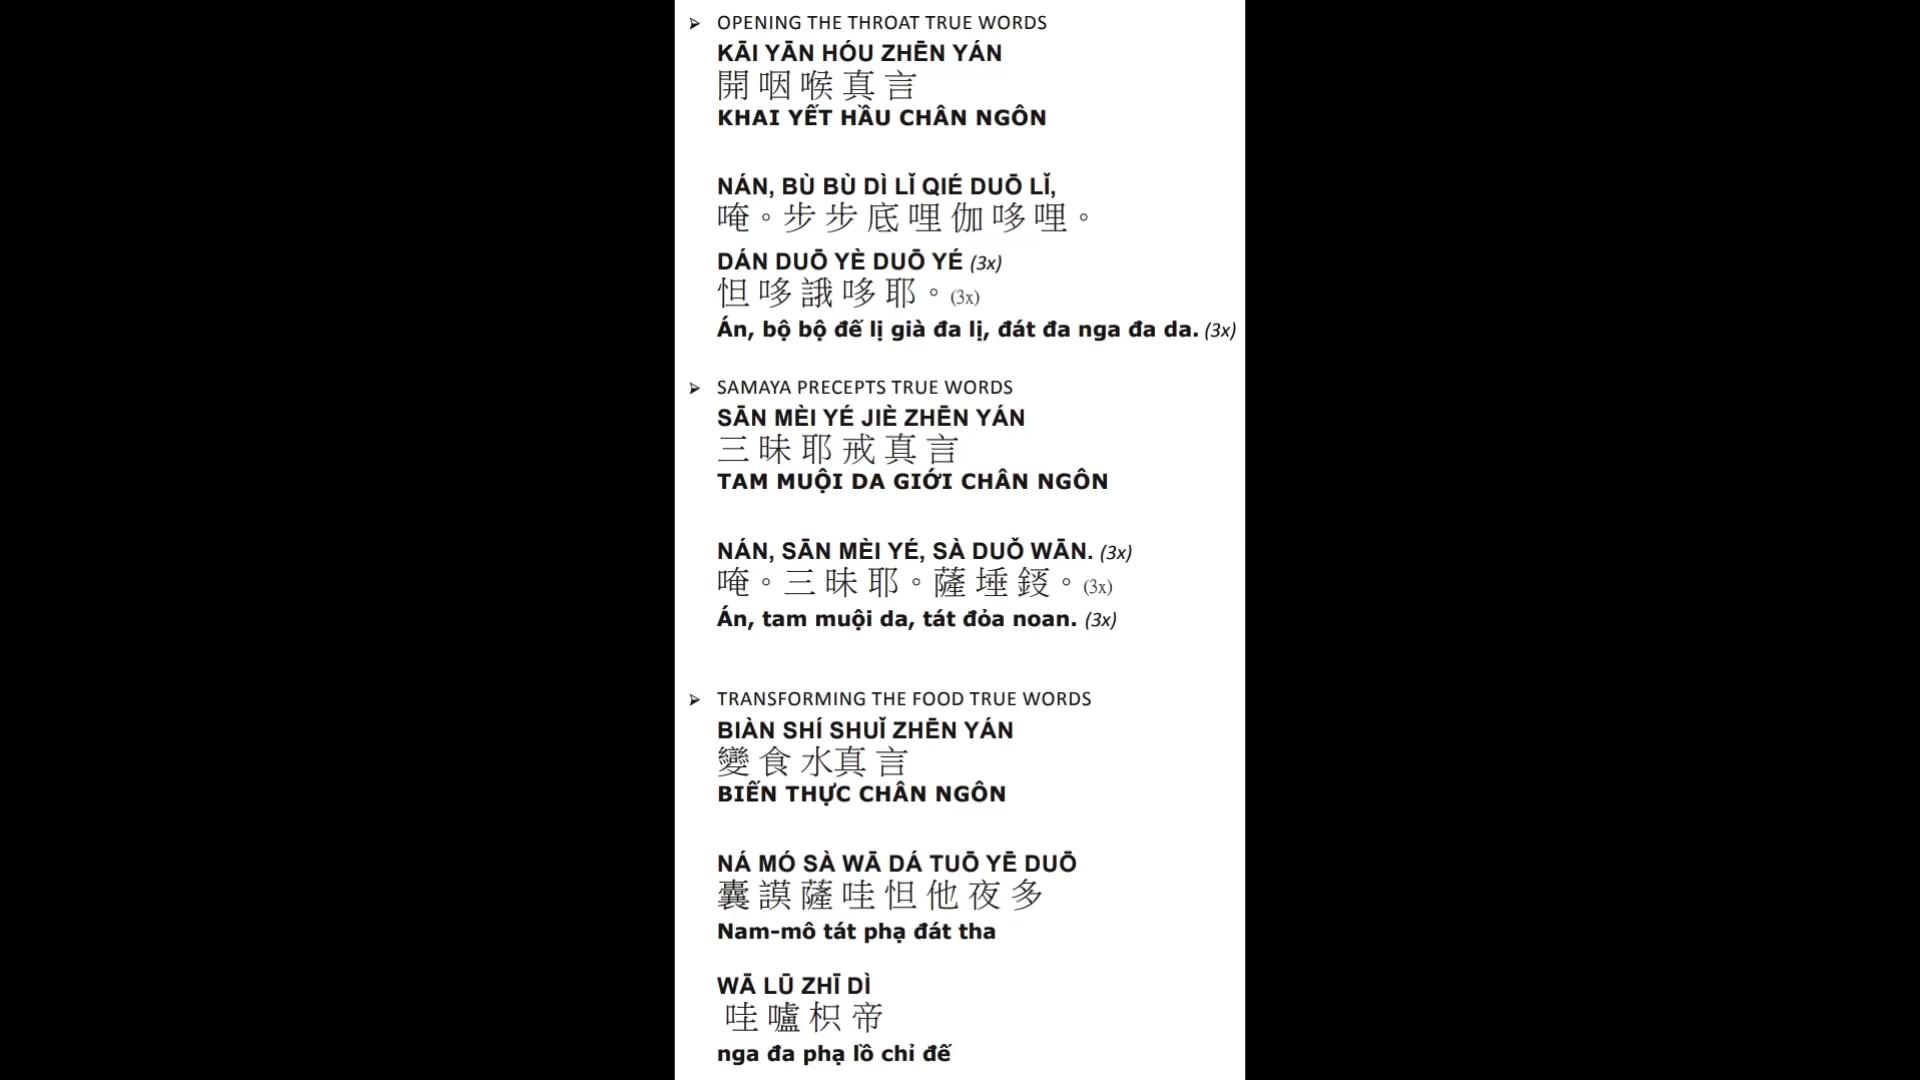 ➢ OPENING THE THROAT TRUE WORDS
KĀI YĀN HÓU ZHĒN YÁN
開咽喉真言
KHAI YẾT HẦU CHÂN NGÔN
NÁN, BÙ BÙ DÌ LǏ QIÉ DUŌ LǏ,
唵。步步底哩伽哆哩。
DÁN DUŌ YÈ DUŌ YÉ (3x)
怛哆誐哆耶。(3x)
Án, bộ bộ đế lị già đa lị, đát đa nga đa da. (3x)
➢ SAMAYA PRECEPTS TRUE WORDS
SĀN MÈI YÉ JIÈ ZHĒN YÁN
三昧耶戒真言
TAM MUỘI DA GIỚI CHÂN NGÔN
NÁN, SĀN MÈI YÉ, SÀ DUǑ WĀN. (3x)
唵。三昧耶。薩埵鋄。(3x)
Án, tam muội da, tát đỏa noan. (3x)
➢ TRANSFORMING THE FOOD TRUE WORDS
BIÀN SHÍ SHUǏ ZHĒN YÁN
變食水真言
BIẾN THỰC CHÂN NGÔN
NÁ MÓ SÀ WĀ DÁ TUŌ YĒ DUŌ
曩謨薩哇怛他夜多
Nam-mô tát phạ đát tha
WĀ LŪ ZHĪ DÌ
哇嚧枳帝
nga đa phạ lồ chỉ đế